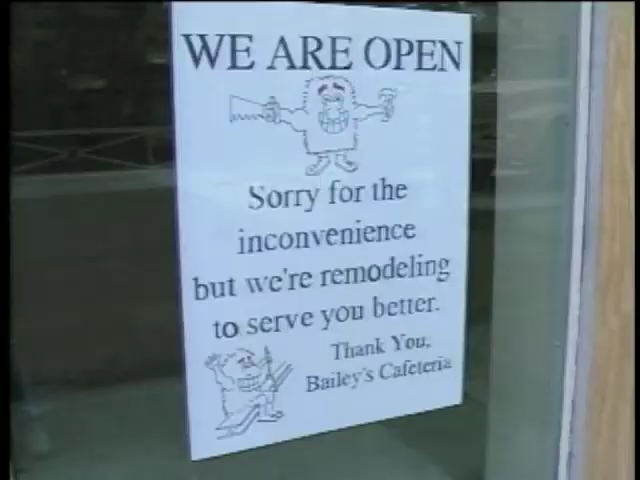 WE ARE OPEN
Sorry for the
inconvenience
but we're remodeling
to serve you better.
Thank You,
Bailey's Cafeteria